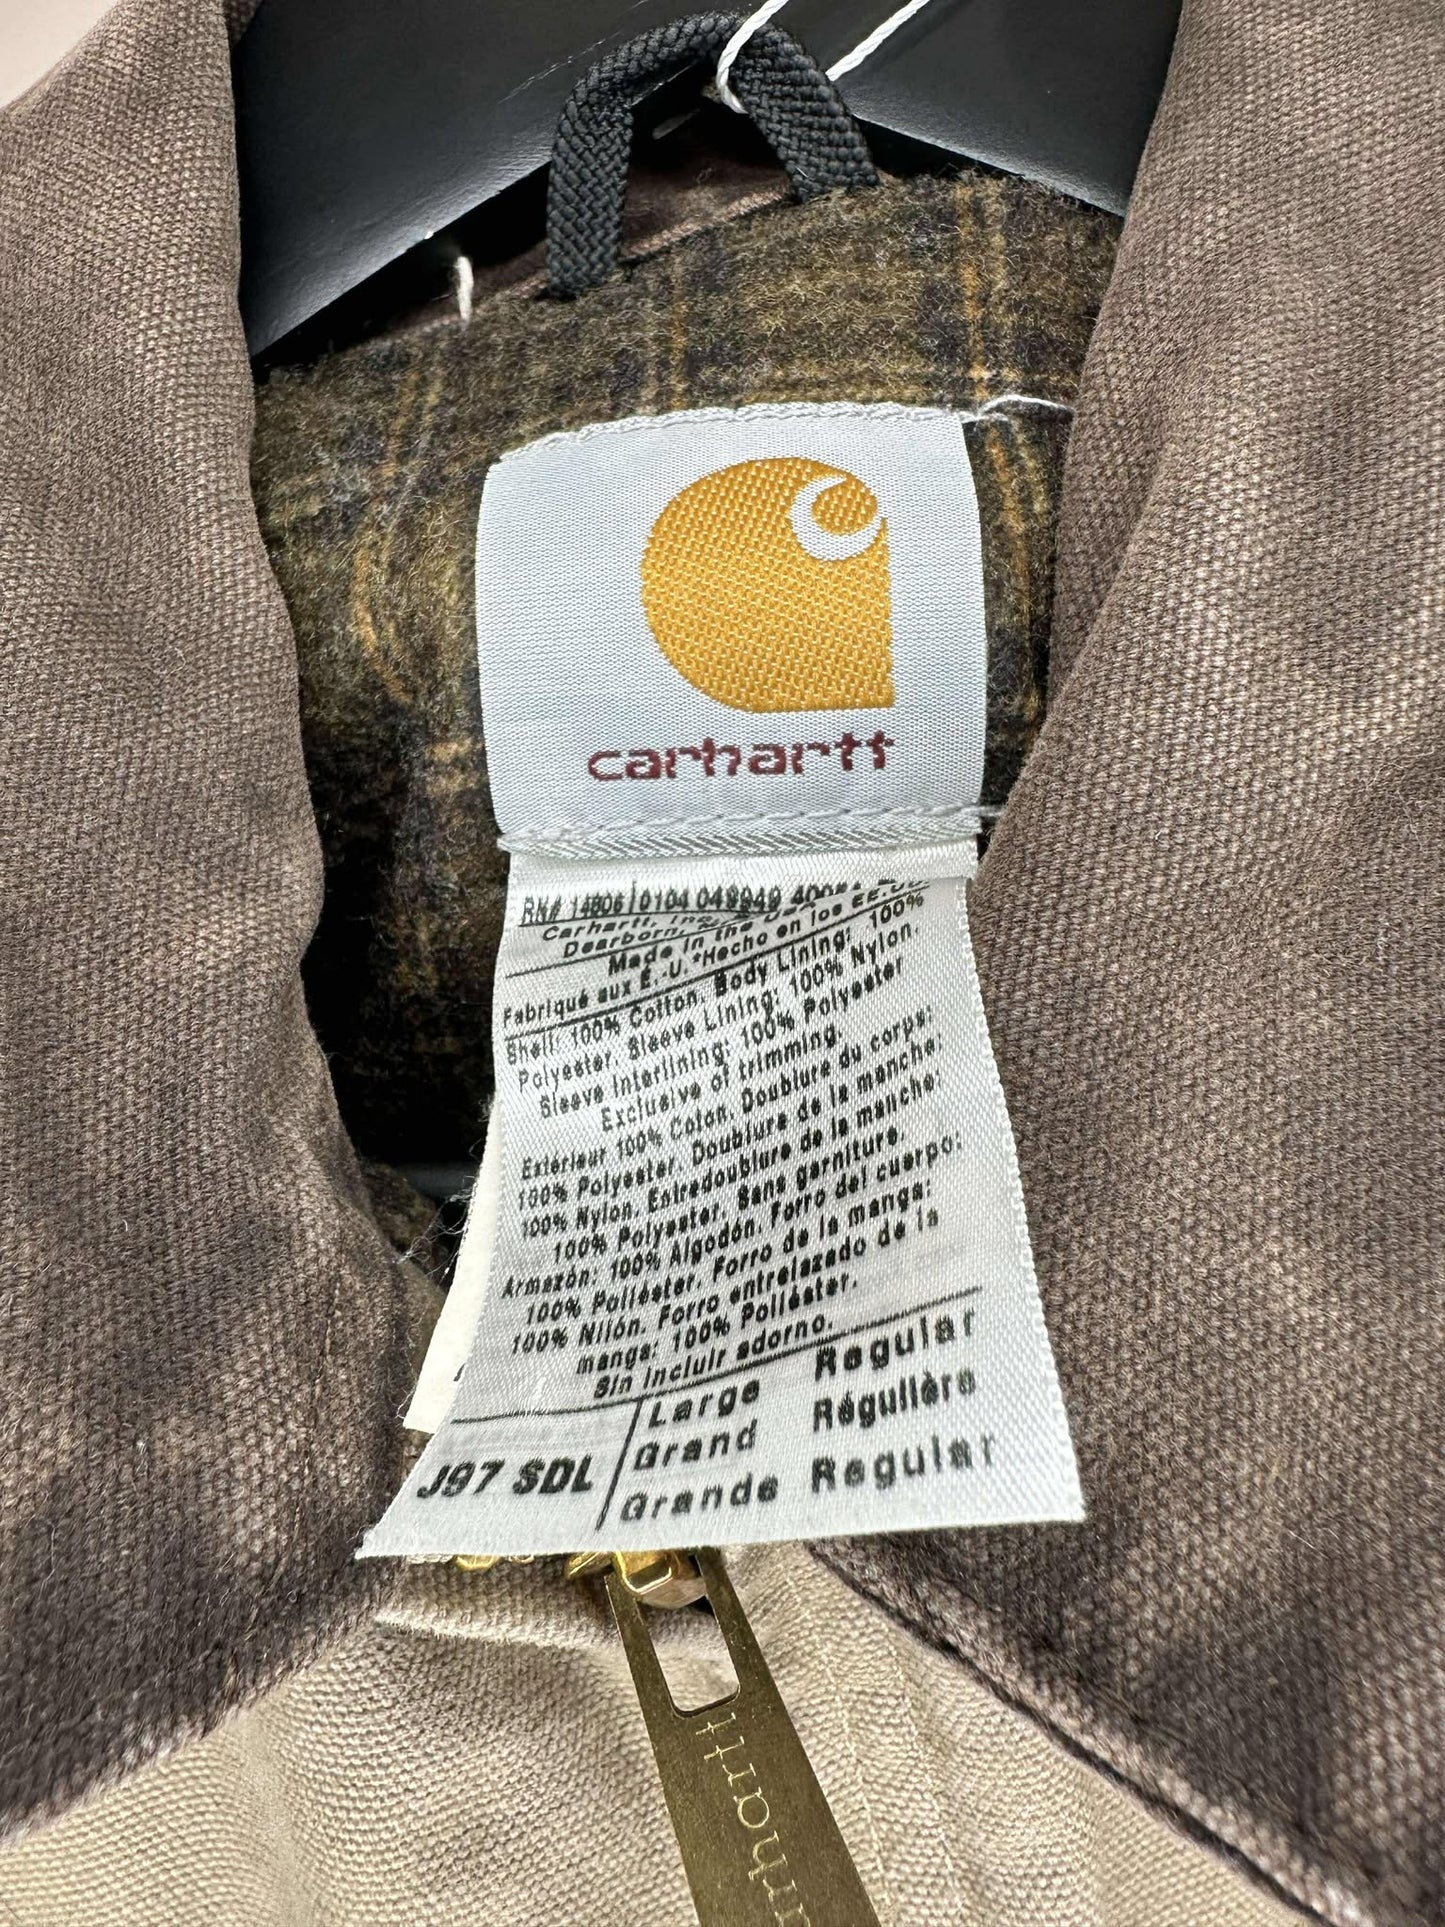 carhartt
RN# 14806 / 0104 049949
Carhartt, Inc.
Dearborn,
Made in the
Fabriqué aux É.-U. *Hecho en los EE.UU.
Shell: 100% Cotton. Body Lining: 100%
Polyester. Sleeve Lining: 100% Nylon.
Sleeve Interlining: 100% Polyester
Exclusive of trimming.
Extérieur 100% Coton. Doublure du corps:
100% Polyester. Doublure de la manche:
100% Nylon. Entredoublure de la manche:
100% Polyester. Sans garniture.
Armazón: 100% Algodón. Forro del cuerpo:
100% Poliéster. Forro de la manga:
100% Nilón. Forro entrelazado de la
manga: 100% Poliéster.
Sin incluir adorno.
J97 SDL
Large Regular
Grand Régulière
Grande Regular